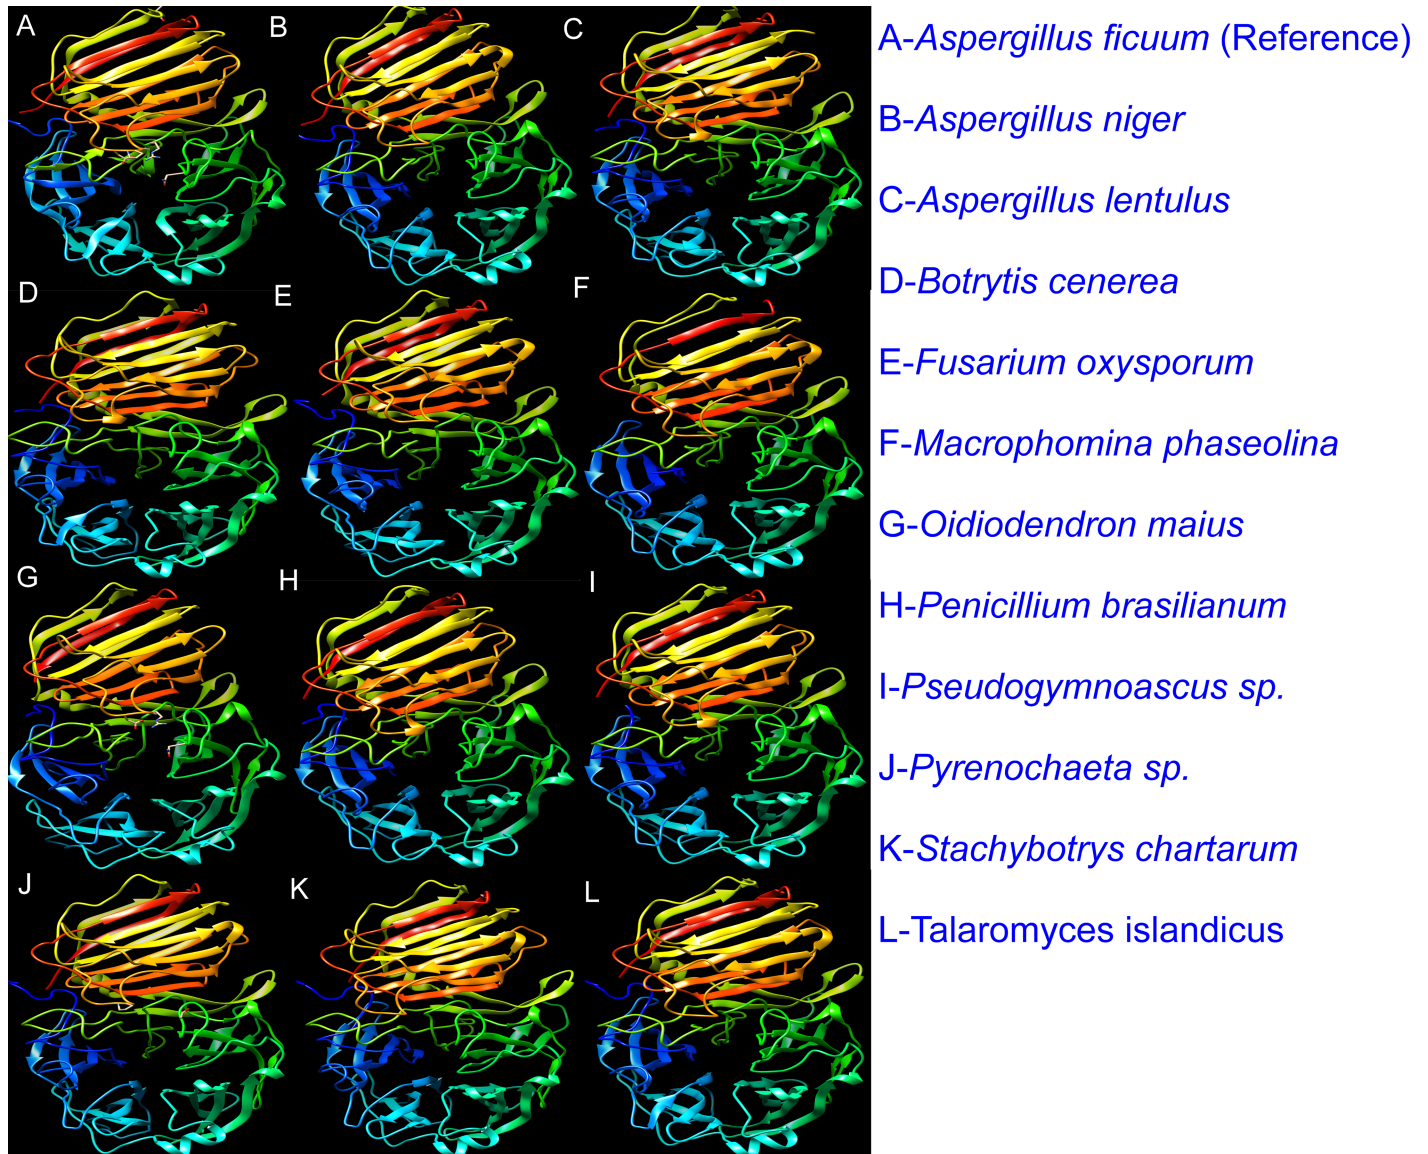 A B C
A-Aspergillus ficuum (Reference)
B-Aspergillus niger
C-Aspergillus lentulus
D E F
D-Botrytis cenerea
E-Fusarium oxysporum
F-Macrophomina phaseolina
G-Oidiodendron maius
G H I
H-Penicillium brasilianum
I-Pseudogymnoascus sp.
J-Pyrenochaeta sp.
K-Stachybotrys chartarum
J K L
L-Talaromyces islandicus